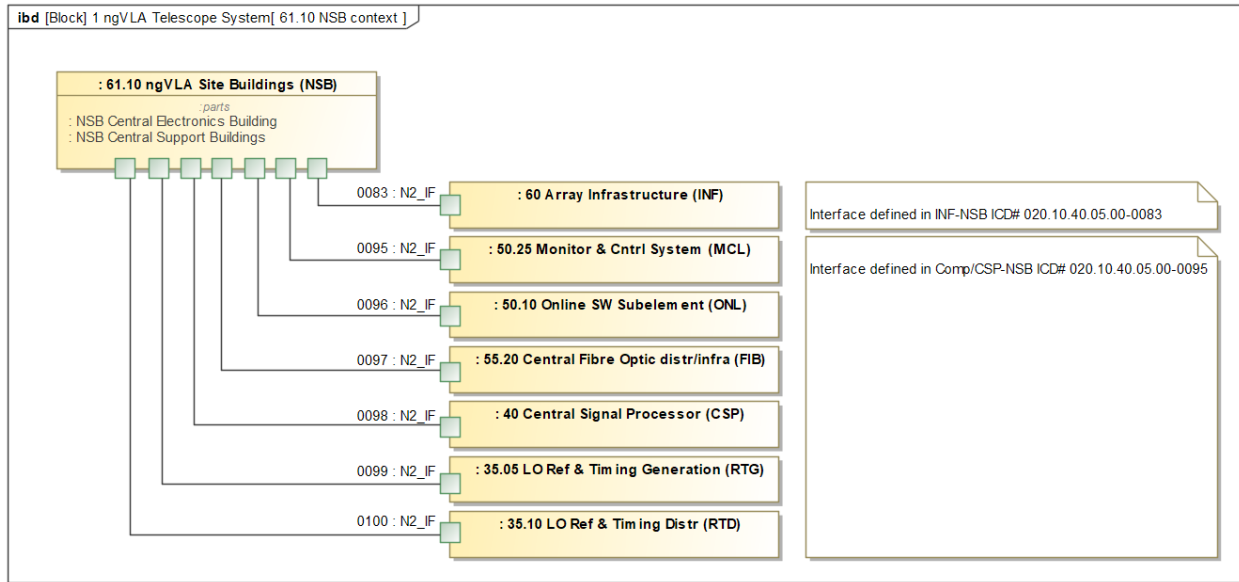 ibd [Block] 1 ngVLA Telescope System[ 61.10 NSB context ]
: 61.10 ngVLA Site Buildings (NSB)
:parts
: NSB Central Electronics Building
: NSB Central Support Buildings
0083 : N2_IF
: 60 Array Infrastructure (INF)
Interface defined in INF-NSB ICD# 020.10.40.05.00-0083
0095 : N2_IF
: 50.25 Monitor & Cntrl System (MCL)
Interface defined in Comp/CSP-NSB ICD# 020.10.40.05.00-0095
0096 : N2_IF
: 50.10 Online SW Subelement (ONL)
0097 : N2_IF
: 55.20 Central Fibre Optic distr/infra (FIB)
0098 : N2_IF
: 40 Central Signal Processor (CSP)
0099 : N2_IF
: 35.05 LO Ref & Timing Generation (RTG)
0100 : N2_IF
: 35.10 LO Ref & Timing Distr (RTD)